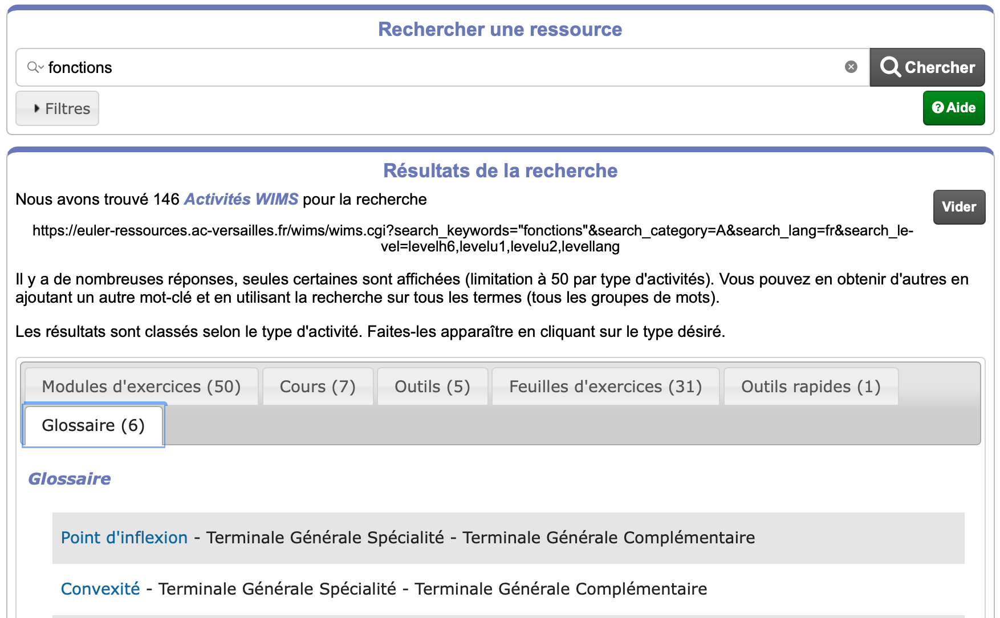 Rechercher une ressource
fonctions
Chercher
Filtres
Aide
Résultats de la recherche
Nous avons trouvé 146 Activités WIMS pour la recherche
Vider
https://euler-ressources.ac-versailles.fr/wims/wims.cgi?search_keywords="fonctions"&search_category=A&search_lang=fr&search_le-
vel=levelh6,levelu1,levelu2,levellang
Il y a de nombreuses réponses, seules certaines sont affichées (limitation à 50 par type d'activités). Vous pouvez en obtenir d'autres en
ajoutant un autre mot-clé et en utilisant la recherche sur tous les termes (tous les groupes de mots).
Les résultats sont classés selon le type d'activité. Faites-les apparaître en cliquant sur le type désiré.
Modules d'exercices (50)
Cours (7)
Outils (5)
Feuilles d'exercices (31)
Outils rapides (1)
Glossaire (6)
Glossaire
Point d'inflexion - Terminale Générale Spécialité - Terminale Générale Complémentaire
Convexité - Terminale Générale Spécialité - Terminale Générale Complémentaire